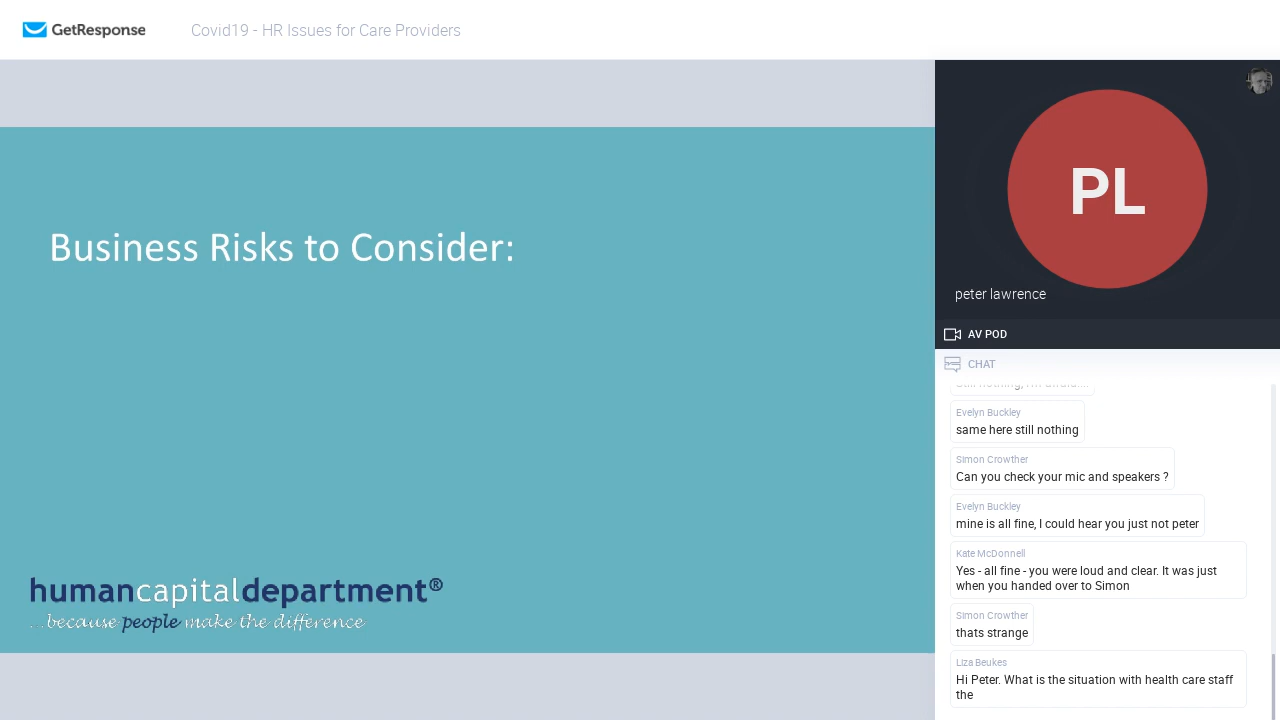 GetResponse
Covid19 - HR Issues for Care Providers
Business Risks to Consider:
humancapitaldepartment®
...because people make the difference
PL
peter lawrence
AV POD
CHAT
Evelyn Buckley
same here still nothing
Simon Crowther
Can you check your mic and speakers ?
Evelyn Buckley
mine is all fine, I could hear you just not peter
Kate McDonnell
Yes - all fine - you were loud and clear. It was just
when you handed over to Simon
Simon Crowther
thats strange
Liza Beukes
Hi Peter. What is the situation with health care staff
the